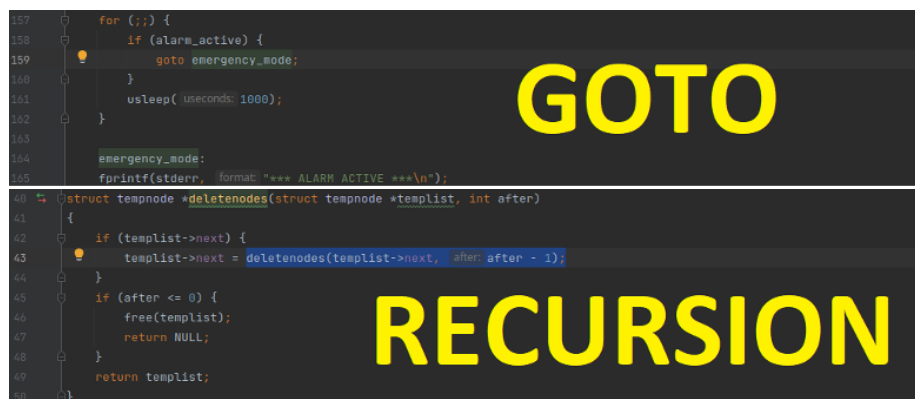 157 for (;;) {
158 if (alarm_active) {
159 goto emergency_mode;
160 }
161 usleep( useconds: 1000);
162 }
163
164 emergency_mode:
165 fprintf(stderr, format: "*** ALARM ACTIVE ***\n");
GOTO
40 struct tempnode *deletenodes(struct tempnode *templist, int after)
41 {
42 if (templist->next) {
43 templist->next = deletenodes(templist->next, after: after - 1);
44 }
45 if (after <= 0) {
46 free(templist);
47 return NULL;
48 }
49 return templist;
50 }
RECURSION